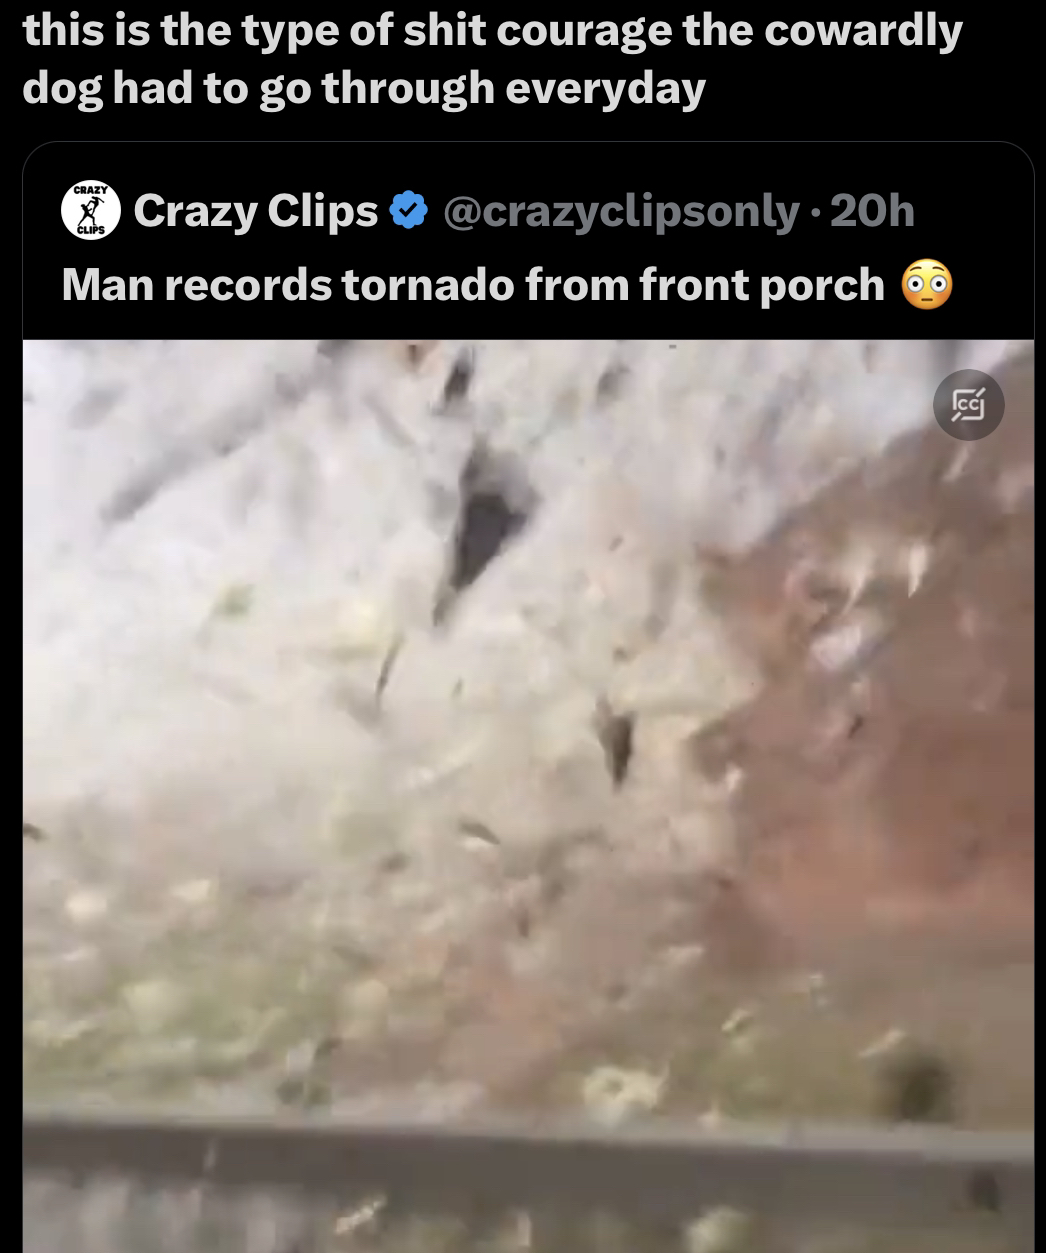 this is the type of shit courage the cowardly
dog had to go through everyday
CRAZY
CLIPS
Crazy Clips @crazyclipsonly · 20h
Man records tornado from front porch 😳
CC